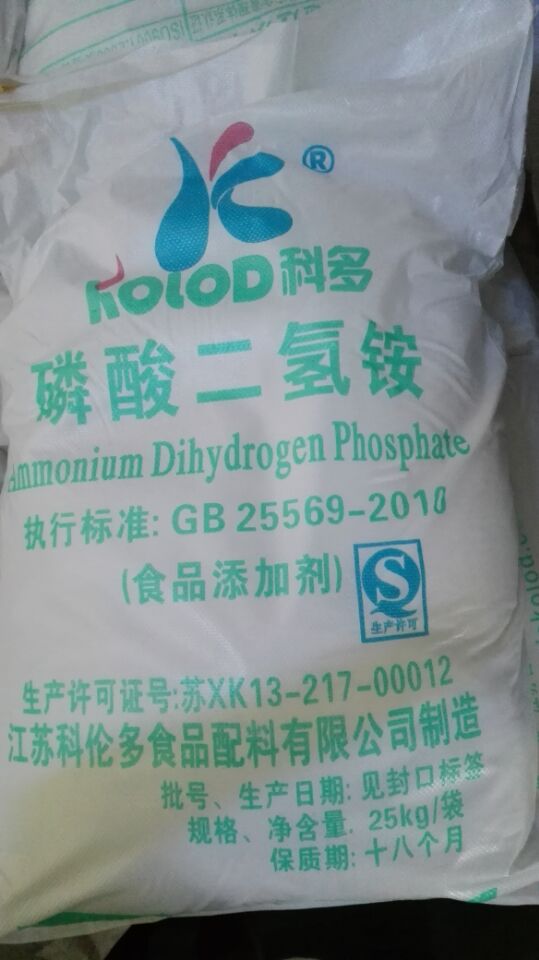 ®
KOLOD科多
磷酸二氢铵
Ammonium Dihydrogen Phosphate
执行标准: GB 25569-2010
(食品添加剂)
生产许可
生产许可证号:苏XK13-217-00012
江苏科伦多食品配料有限公司制造
批号、生产日期: 见封口标签
规格、净含量. 25kg/袋
保质期: 十八个月